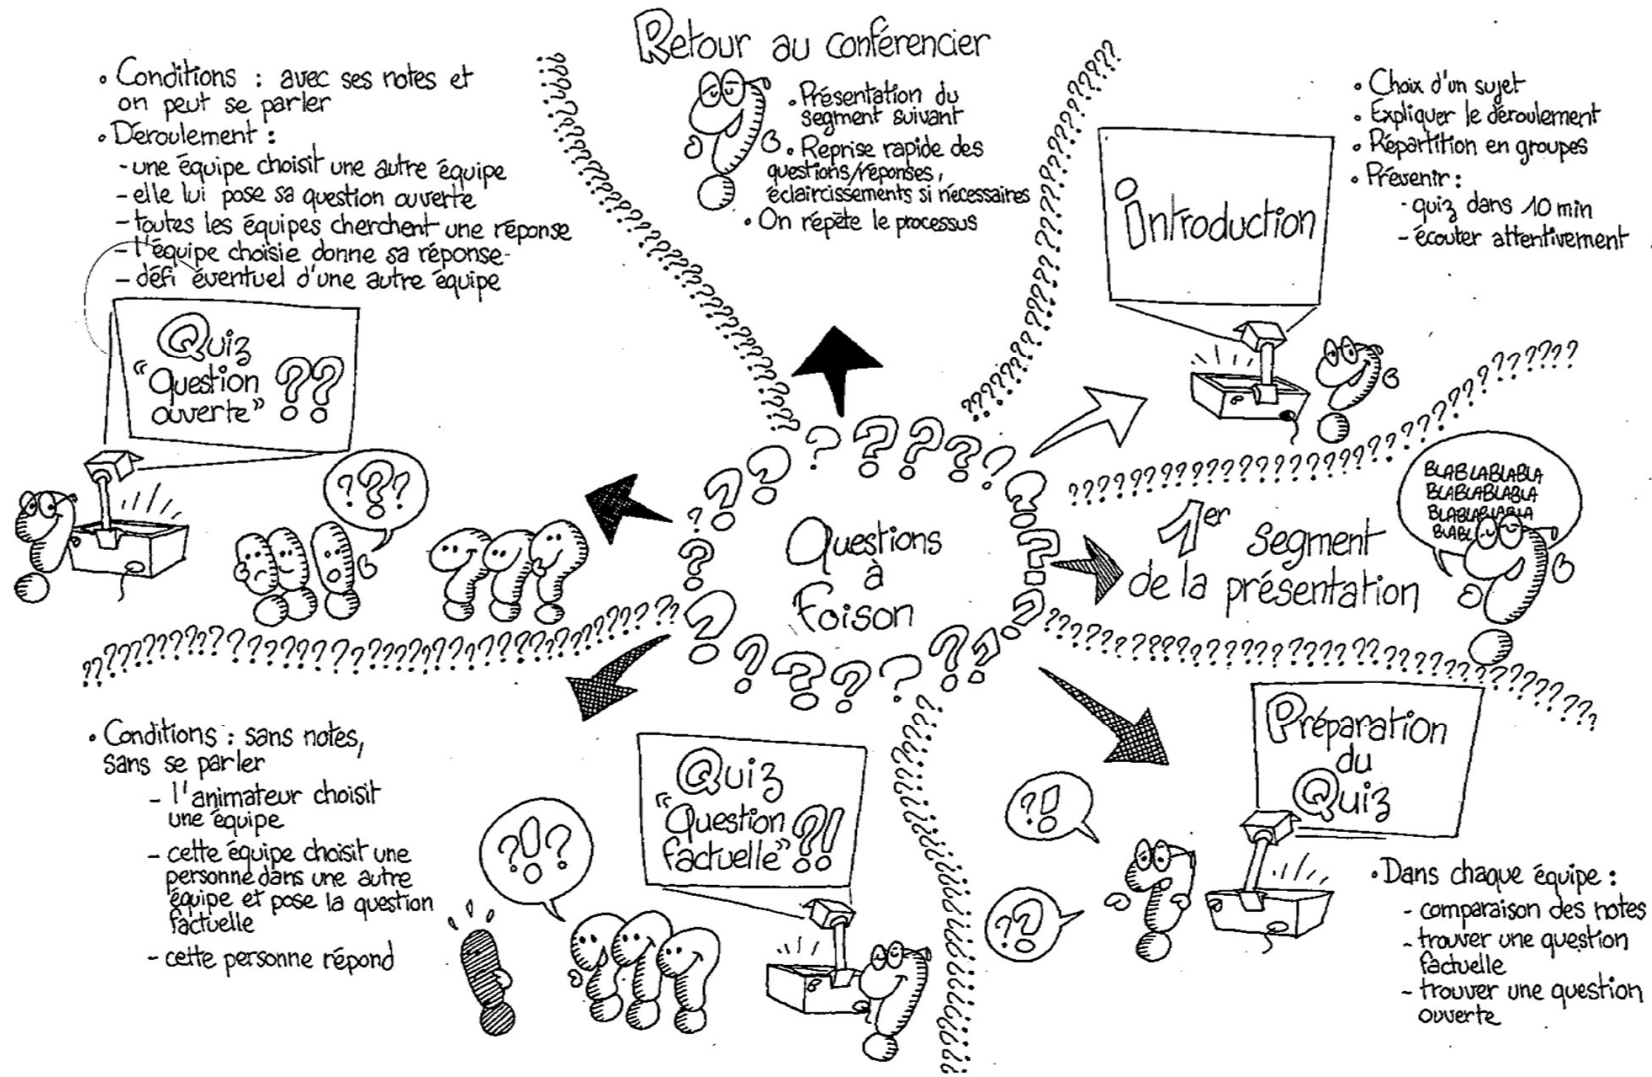 Questions
à
Foison
Introduction
• Choix d'un sujet
• Expliquer le déroulement
• Répartition en groupes
• Prévenir :
- quiz dans 10 min
- écouter attentivement
1er segment
de la présentation
BLABLABLABLA
BLABLABLABLA
BLABLABLABLA
BLABL
Préparation
du
Quiz
?!
??
• Dans chaque équipe :
- comparaison des notes
- trouver une question
factuelle
- trouver une question
ouverte
Quiz
"Question
factuelle" ?!
?!?
• Conditions : sans notes,
sans se parler
- l'animateur choisit
une équipe
- cette équipe choisit une
personne dans une autre
équipe et pose la question
factuelle
- cette personne répond
Quiz
"Question
ouverte" ??
???
• Conditions : avec ses notes et
on peut se parler
• Déroulement :
- une équipe choisit une autre équipe
- elle lui pose sa question ouverte
- toutes les équipes cherchent une réponse
- l'équipe choisie donne sa réponse
- défi éventuel d'une autre équipe
Retour au conférencier
• Présentation du
segment suivant
• Reprise rapide des
questions/réponses,
éclaircissements si nécessaires
• On répète le processus